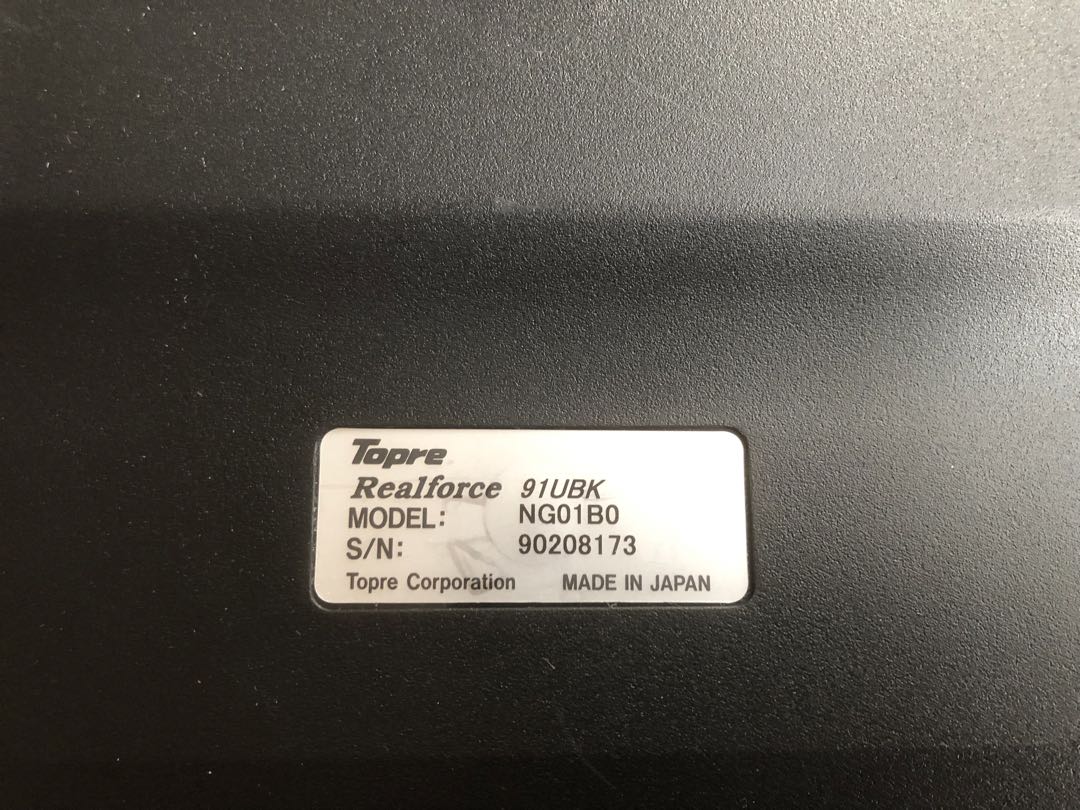 Topre
Realforce 91UBK
MODEL: NG01B0
S/N: 90208173
Topre Corporation MADE IN JAPAN